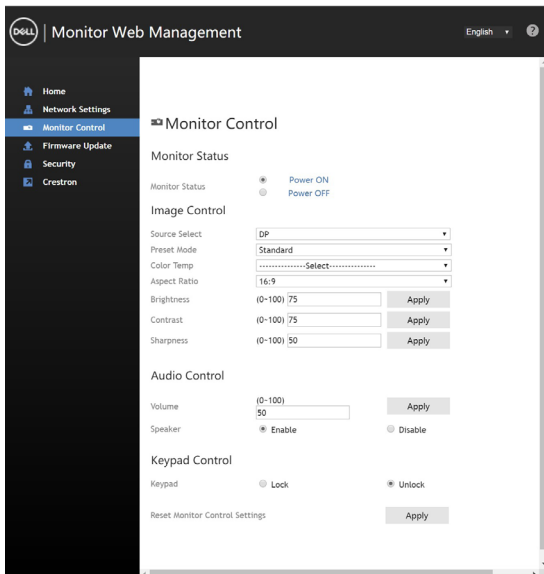 DELL | Monitor Web Management
English
?
Home
Network Settings
Monitor Control
Firmware Update
Security
Crestron
Monitor Control
Monitor Status
Monitor Status Power ON
Power OFF
Image Control
Source Select DP
Preset Mode Standard
Color Temp ---------------Select---------------
Aspect Ratio 16:9
Brightness (0~100) 75 Apply
Contrast (0~100) 75 Apply
Sharpness (0~100) 50 Apply
Audio Control
(0~100)
Volume 50 Apply
Speaker Enable Disable
Keypad Control
Keypad Lock Unlock
Reset Monitor Control Settings Apply